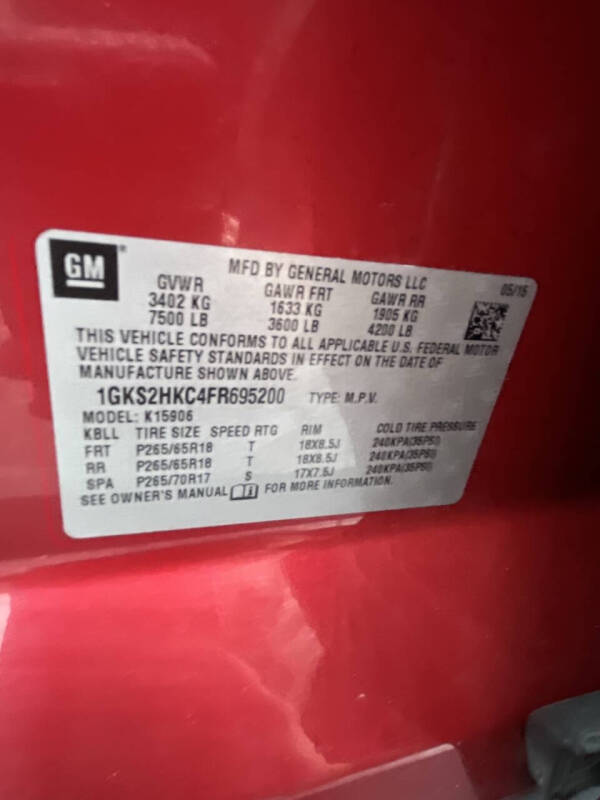 GM
MFD BY GENERAL MOTORS LLC 05/15
GVWR GAWR FRT GAWR RR
3402 KG 1633 KG 1905 KG
7500 LB 3600 LB 4200 LB
THIS VEHICLE CONFORMS TO ALL APPLICABLE U.S. FEDERAL MOTOR
VEHICLE SAFETY STANDARDS IN EFFECT ON THE DATE OF
MANUFACTURE SHOWN ABOVE.
1GKS2HKC4FR695200 TYPE: M.P.V.
MODEL: K15906
KBLL TIRE SIZE SPEED RTG RIM COLD TIRE PRESSURE
FRT P265/65R18 T 18X8.5J 240KPA(35PSI)
RR P265/65R18 T 18X8.5J 240KPA(35PSI)
SPA P265/70R17 S 17X7.5J 240KPA(35PSI)
SEE OWNER'S MANUAL FOR MORE INFORMATION.